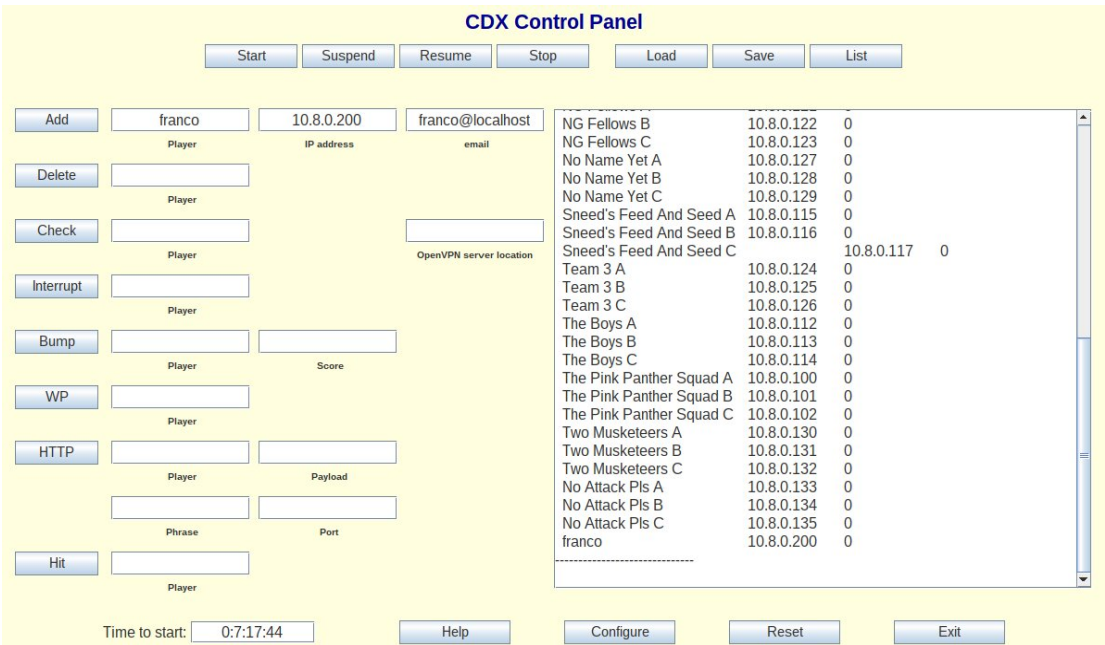 CDX Control Panel
Start Suspend Resume Stop Load Save List
Add franco 10.8.0.200 franco@localhost
Player IP address email
Delete
Player
Check
Player OpenVPN server location
Interrupt
Player
Bump
Player Score
WP
Player
HTTP
Player Payload
Phrase Port
Hit
Player
NG Fellows B 10.8.0.122 0
NG Fellows C 10.8.0.123 0
No Name Yet A 10.8.0.127 0
No Name Yet B 10.8.0.128 0
No Name Yet C 10.8.0.129 0
Sneed's Feed And Seed A 10.8.0.115 0
Sneed's Feed And Seed B 10.8.0.116 0
Sneed's Feed And Seed C 10.8.0.117 0
Team 3 A 10.8.0.124 0
Team 3 B 10.8.0.125 0
Team 3 C 10.8.0.126 0
The Boys A 10.8.0.112 0
The Boys B 10.8.0.113 0
The Boys C 10.8.0.114 0
The Pink Panther Squad A 10.8.0.100 0
The Pink Panther Squad B 10.8.0.101 0
The Pink Panther Squad C 10.8.0.102 0
Two Musketeers A 10.8.0.130 0
Two Musketeers B 10.8.0.131 0
Two Musketeers C 10.8.0.132 0
No Attack Pls A 10.8.0.133 0
No Attack Pls B 10.8.0.134 0
No Attack Pls C 10.8.0.135 0
franco 10.8.0.200 0
------------------------------
Time to start: 0:7:17:44 Help Configure Reset Exit